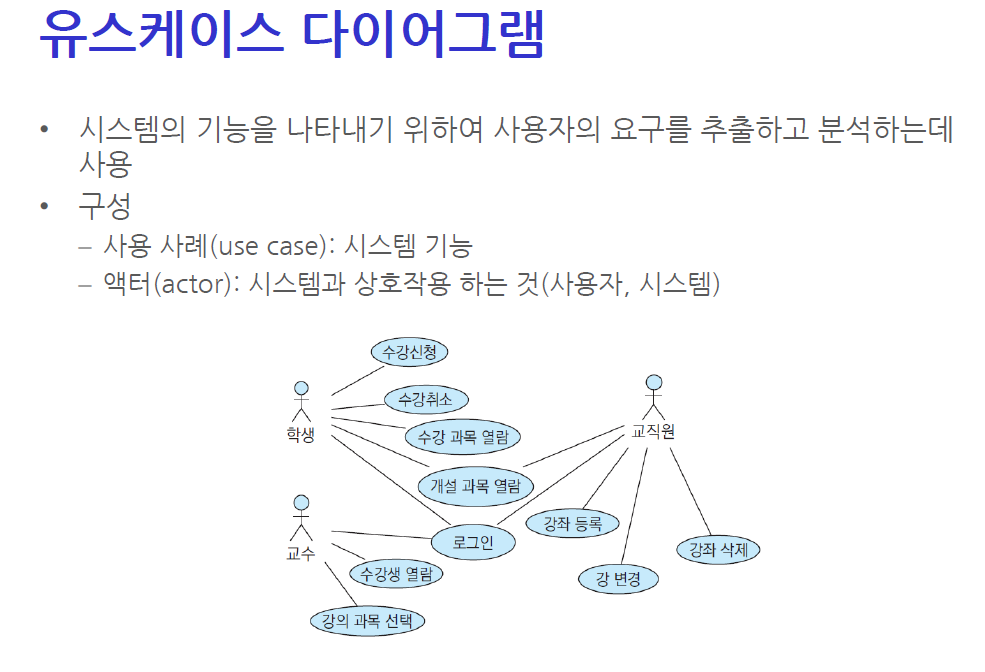 유스케이스 다이어그램
• 시스템의 기능을 나타내기 위하여 사용자의 요구를 추출하고 분석하는데
사용
• 구성
– 사용 사례(use case): 시스템 기능
– 액터(actor): 시스템과 상호작용 하는 것(사용자, 시스템)
수강신청
수강취소
학생
교직원
수강 과목 열람
개설 과목 열람
강좌 등록
로그인
교수
강좌 삭제
수강생 열람
강 변경
강의 과목 선택